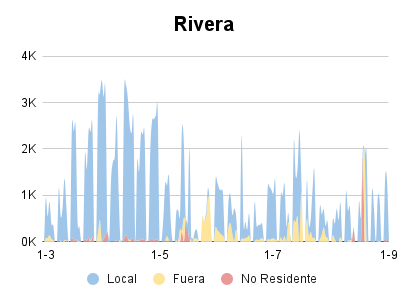 Rivera
4K
3K
2K
1K
0K
1-3 1-5 1-7 1-9
Local Fuera No Residente